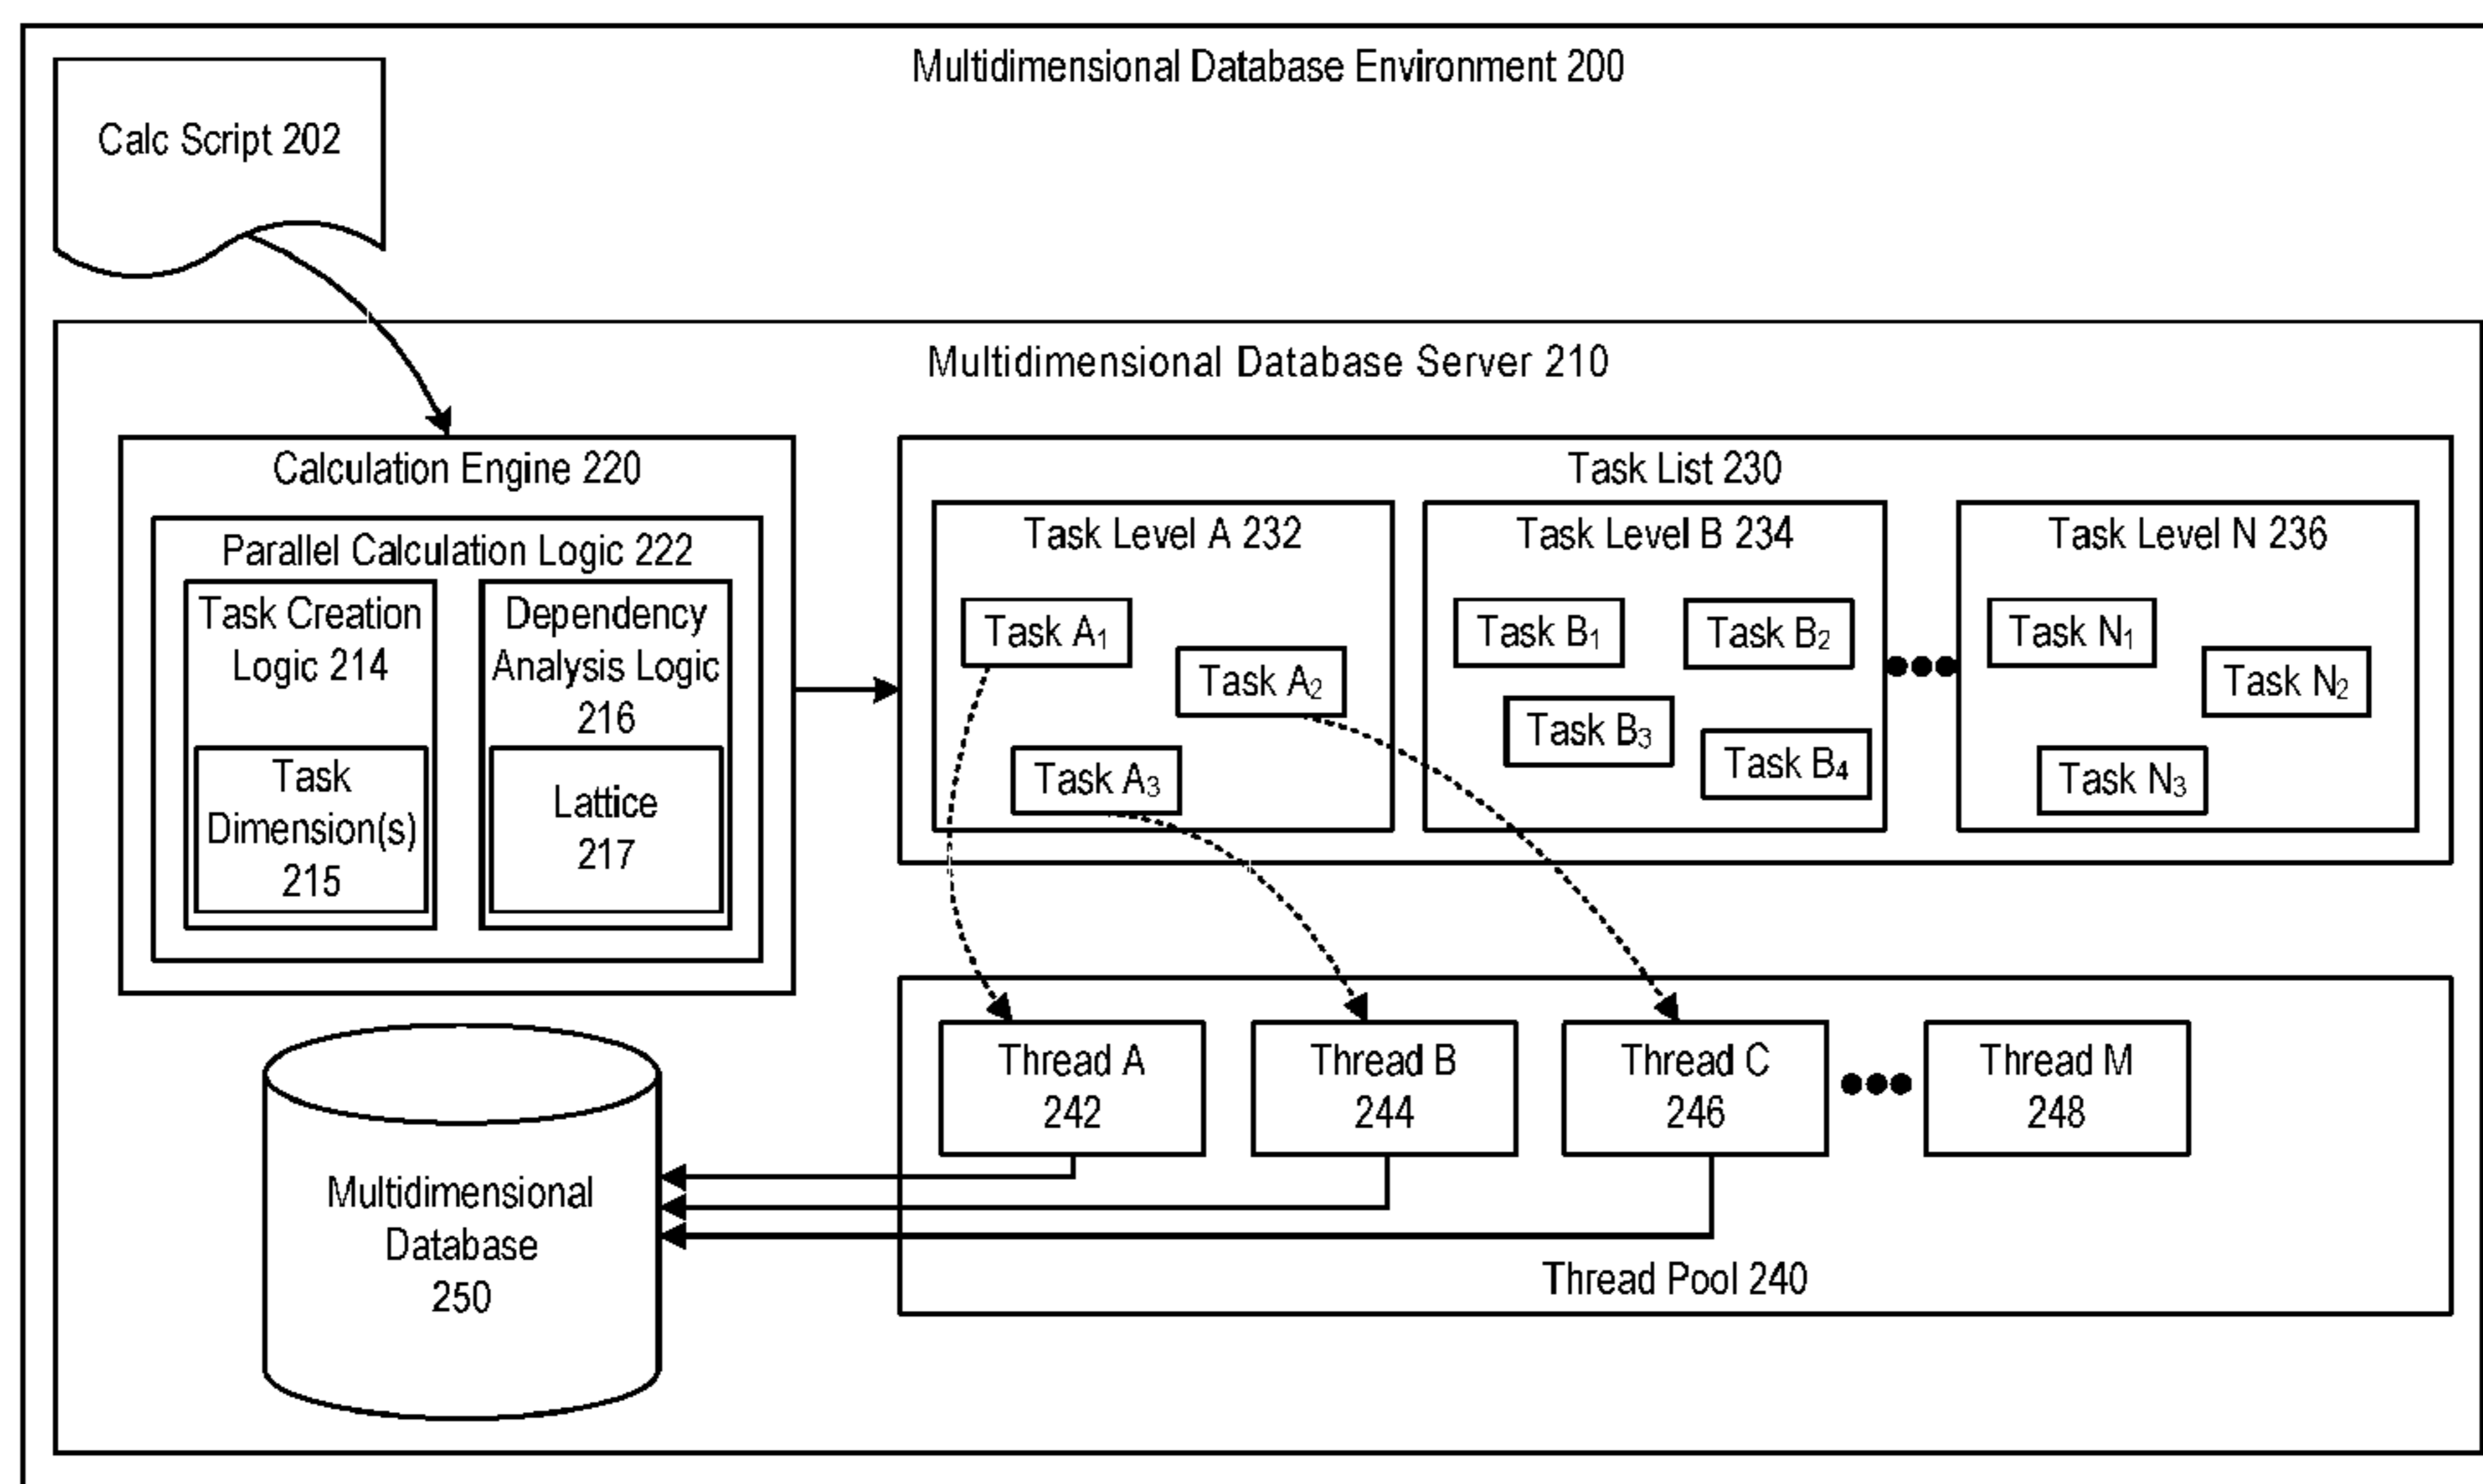 Multidimensional Database Environment 200
Calc Script 202
Multidimensional Database Server 210
Calculation Engine 220
Parallel Calculation Logic 222
Task Creation
Logic 214
Task
Dimension(s)
215
Dependency
Analysis Logic
216
Lattice
217
Task List 230
Task Level A 232
Task A₁
Task A₂
Task A₃
Task Level B 234
Task B₁
Task B₂
Task B₃
Task B₄
Task Level N 236
Task N₁
Task N₂
Task N₃
Thread A
242
Thread B
244
Thread C
246
Thread M
248
Thread Pool 240
Multidimensional
Database
250